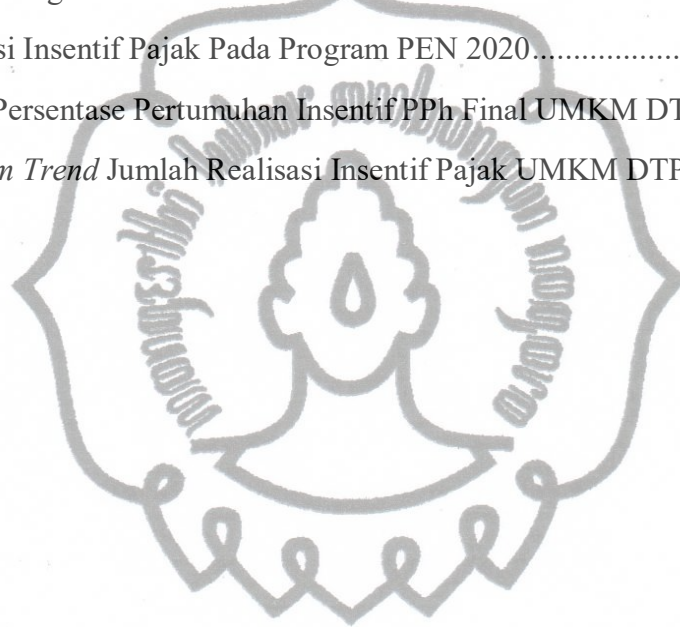 g
si Insentif Pajak Pada Program PEN 2020...................
Persentase Pertumuhan Insentif PPh Final UMKM DT
n Trend Jumlah Realisasi Insentif Pajak UMKM DTP